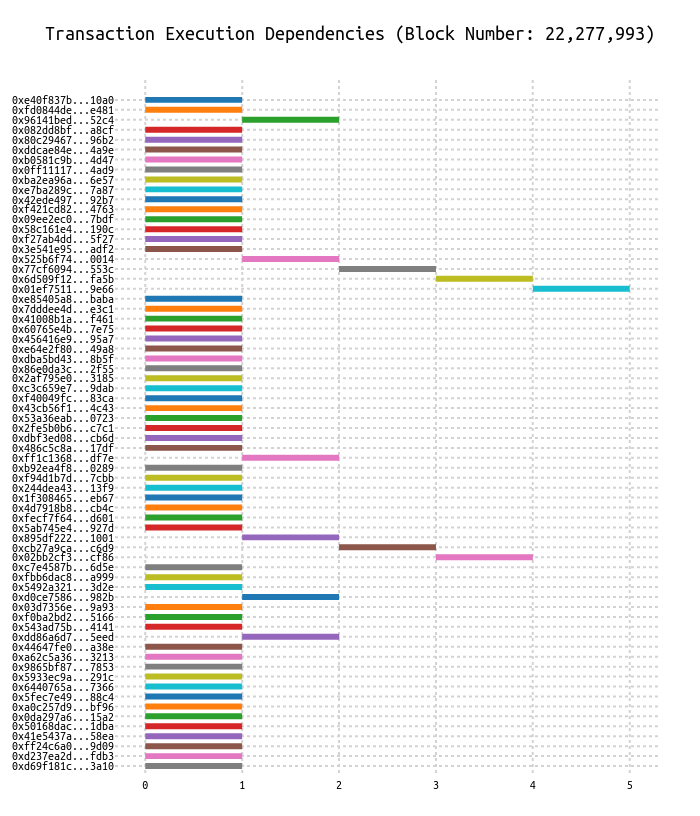 Transaction Execution Dependencies (Block Number: 22,277,993)
0xe40f837b...10a0
0xfd0844de...e481
0x96141bed...52c4
0x082dd8bf...a8cf
0x80c29467...96b2
0xddcae84e...4a9e
0xb0581c9b...4d47
0x0ff11117...4ad9
0xba2ea96a...6e57
0xe7ba289c...7a87
0x42ede497...92b7
0xf421cd82...4763
0x09ee2ec0...7bdf
0x58c161e4...190c
0xf27ab4dd...5f27
0x3e541e95...adf2
0x525b6f74...0014
0x77cf6094...553c
0x6d509f12...fa5b
0x01ef7511...9e66
0xe85405a8...baba
0x7dddee4d...e3c1
0x41008b1a...f461
0x60765e4b...7e75
0x456416e9...95a7
0xe64e2f80...49a8
0xdba5bd43...8b5f
0x86e0da3c...2f55
0x2af795e0...3185
0xc3c659e7...9dab
0xf40049fc...83ca
0x43cb56f1...4c43
0x53a36eab...0723
0x2fe5b0b6...c7c1
0xdbf3ed08...cb6d
0x486c5c8a...17df
0xff1c1368...df7e
0xb92ea4f8...0289
0xf94d1b7d...7cbb
0x244dea43...13f9
0x1f308465...eb67
0x4d7918b8...cb4c
0xfecf7f64...d601
0x5ab745e4...927d
0x895df222...1001
0xcb27a9ca...c6d9
0x02bb2cf3...cf86
0xc7e4587b...6d5e
0xfbb6dac8...a999
0x5492a321...3d2e
0xd0ce7586...982b
0x03d7356e...9a93
0xf0ba2bd2...5166
0x543ad75b...4141
0xdd86a6d7...5eed
0x44647fe0...a38e
0xa62c5a36...3213
0x9865bf87...7853
0x5933ec9a...291c
0x6440765a...7366
0x5fec7e49...88c4
0xa0c257d9...bf96
0x0da297a6...15a2
0x50168dac...1dba
0x41e5437a...58ea
0xff24c6a0...9d09
0xd237ea2d...fdb3
0xd69f181c...3a10
0 1 2 3 4 5